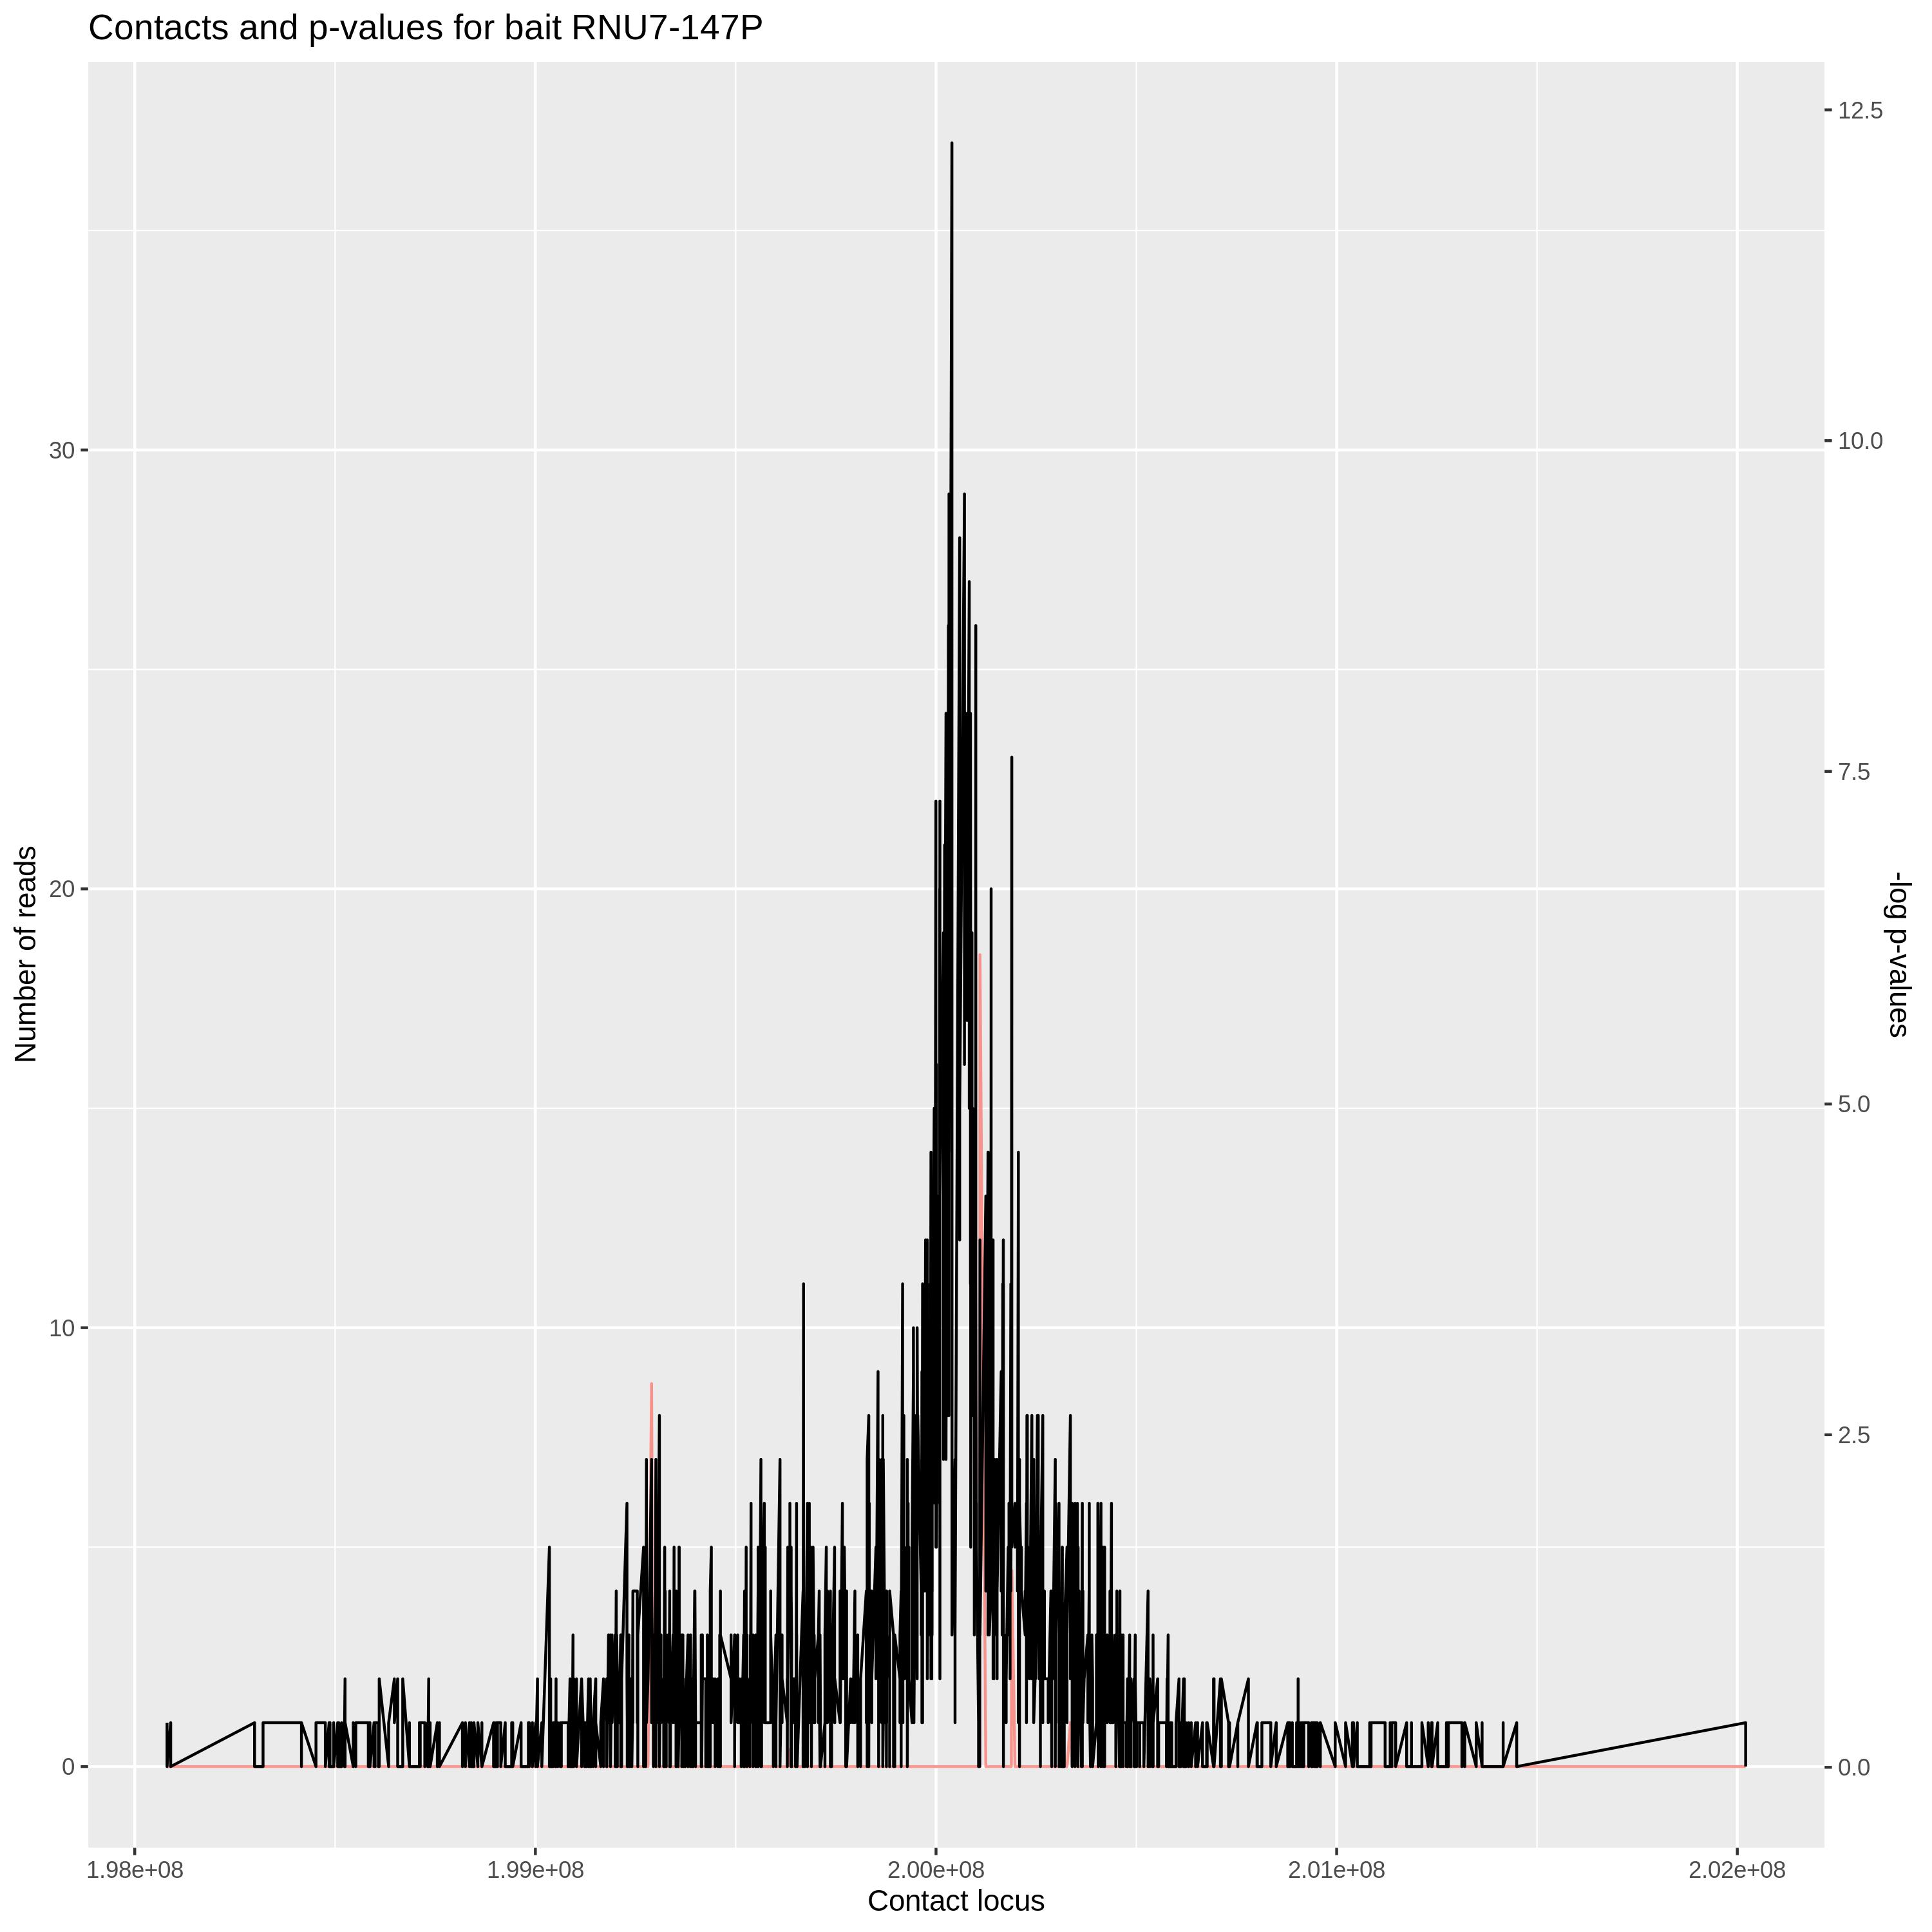 Contacts and p-values for bait RNU7-147P
12.5
30
10.0
7.5
20
Number of reads
-log p-values
5.0
10
2.5
0
0.0
1.98e+08 1.99e+08 2.00e+08 2.01e+08 2.02e+08
Contact locus